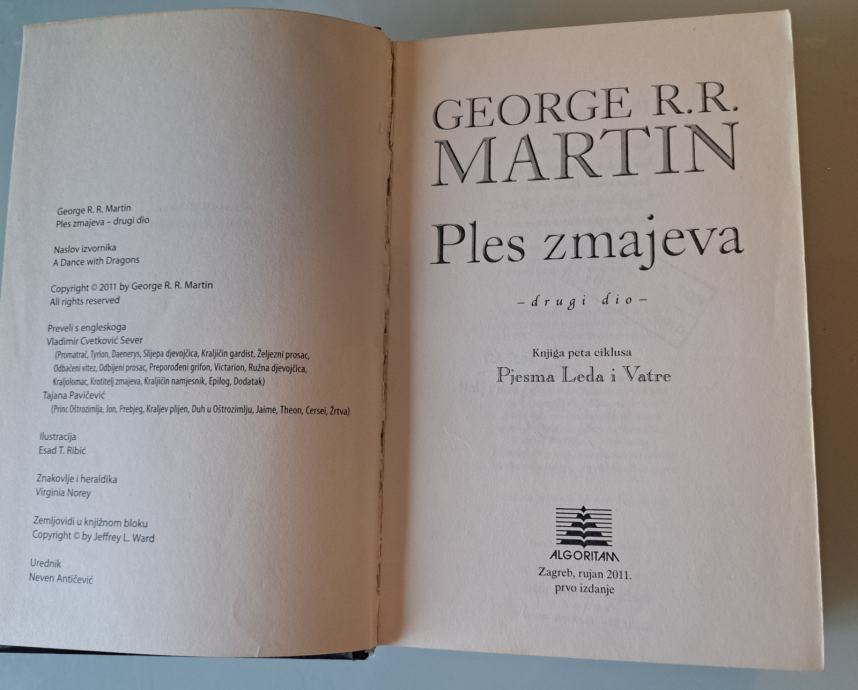 George R. R. Martin
Ples zmajeva – drugi dio
Naslov izvornika
A Dance with Dragons
Copyright © 2011 by George R. R. Martin
All rights reserved
Preveli s engleskoga
Vladimir Cvetković Sever
(Promatrač, Tyrion, Daenerys, Slijepa djevojčica, Kraljičin gardist, Željezni prosac,
Odbačeni vitez, Odbijeni prosac, Preporođeni grifon, Victarion, Ružna djevojčica,
Kraljolomac, Krotitelj zmajeva, Kraljičin namjesnik, Epilog, Dodatak)
Tajana Pavičević
(Princ Oštrozimlja, Jon, Prebjeg, Kraljev plijen, Duh u Oštrozimlju, Jaime, Theon, Cersei, Žrtva)
Ilustracija
Esad T. Ribić
Znakovlje i heraldika
Virginia Norey
Zemljovidi u knjižnom bloku
Copyright © by Jeffrey L. Ward
Urednik
Neven Antičević
GEORGE R.R.
MARTIN
Ples zmajeva
– drugi dio –
Knjiga peta ciklusa
Pjesma Leda i Vatre
ALGORITAM
Zagreb, rujan 2011.
prvo izdanje